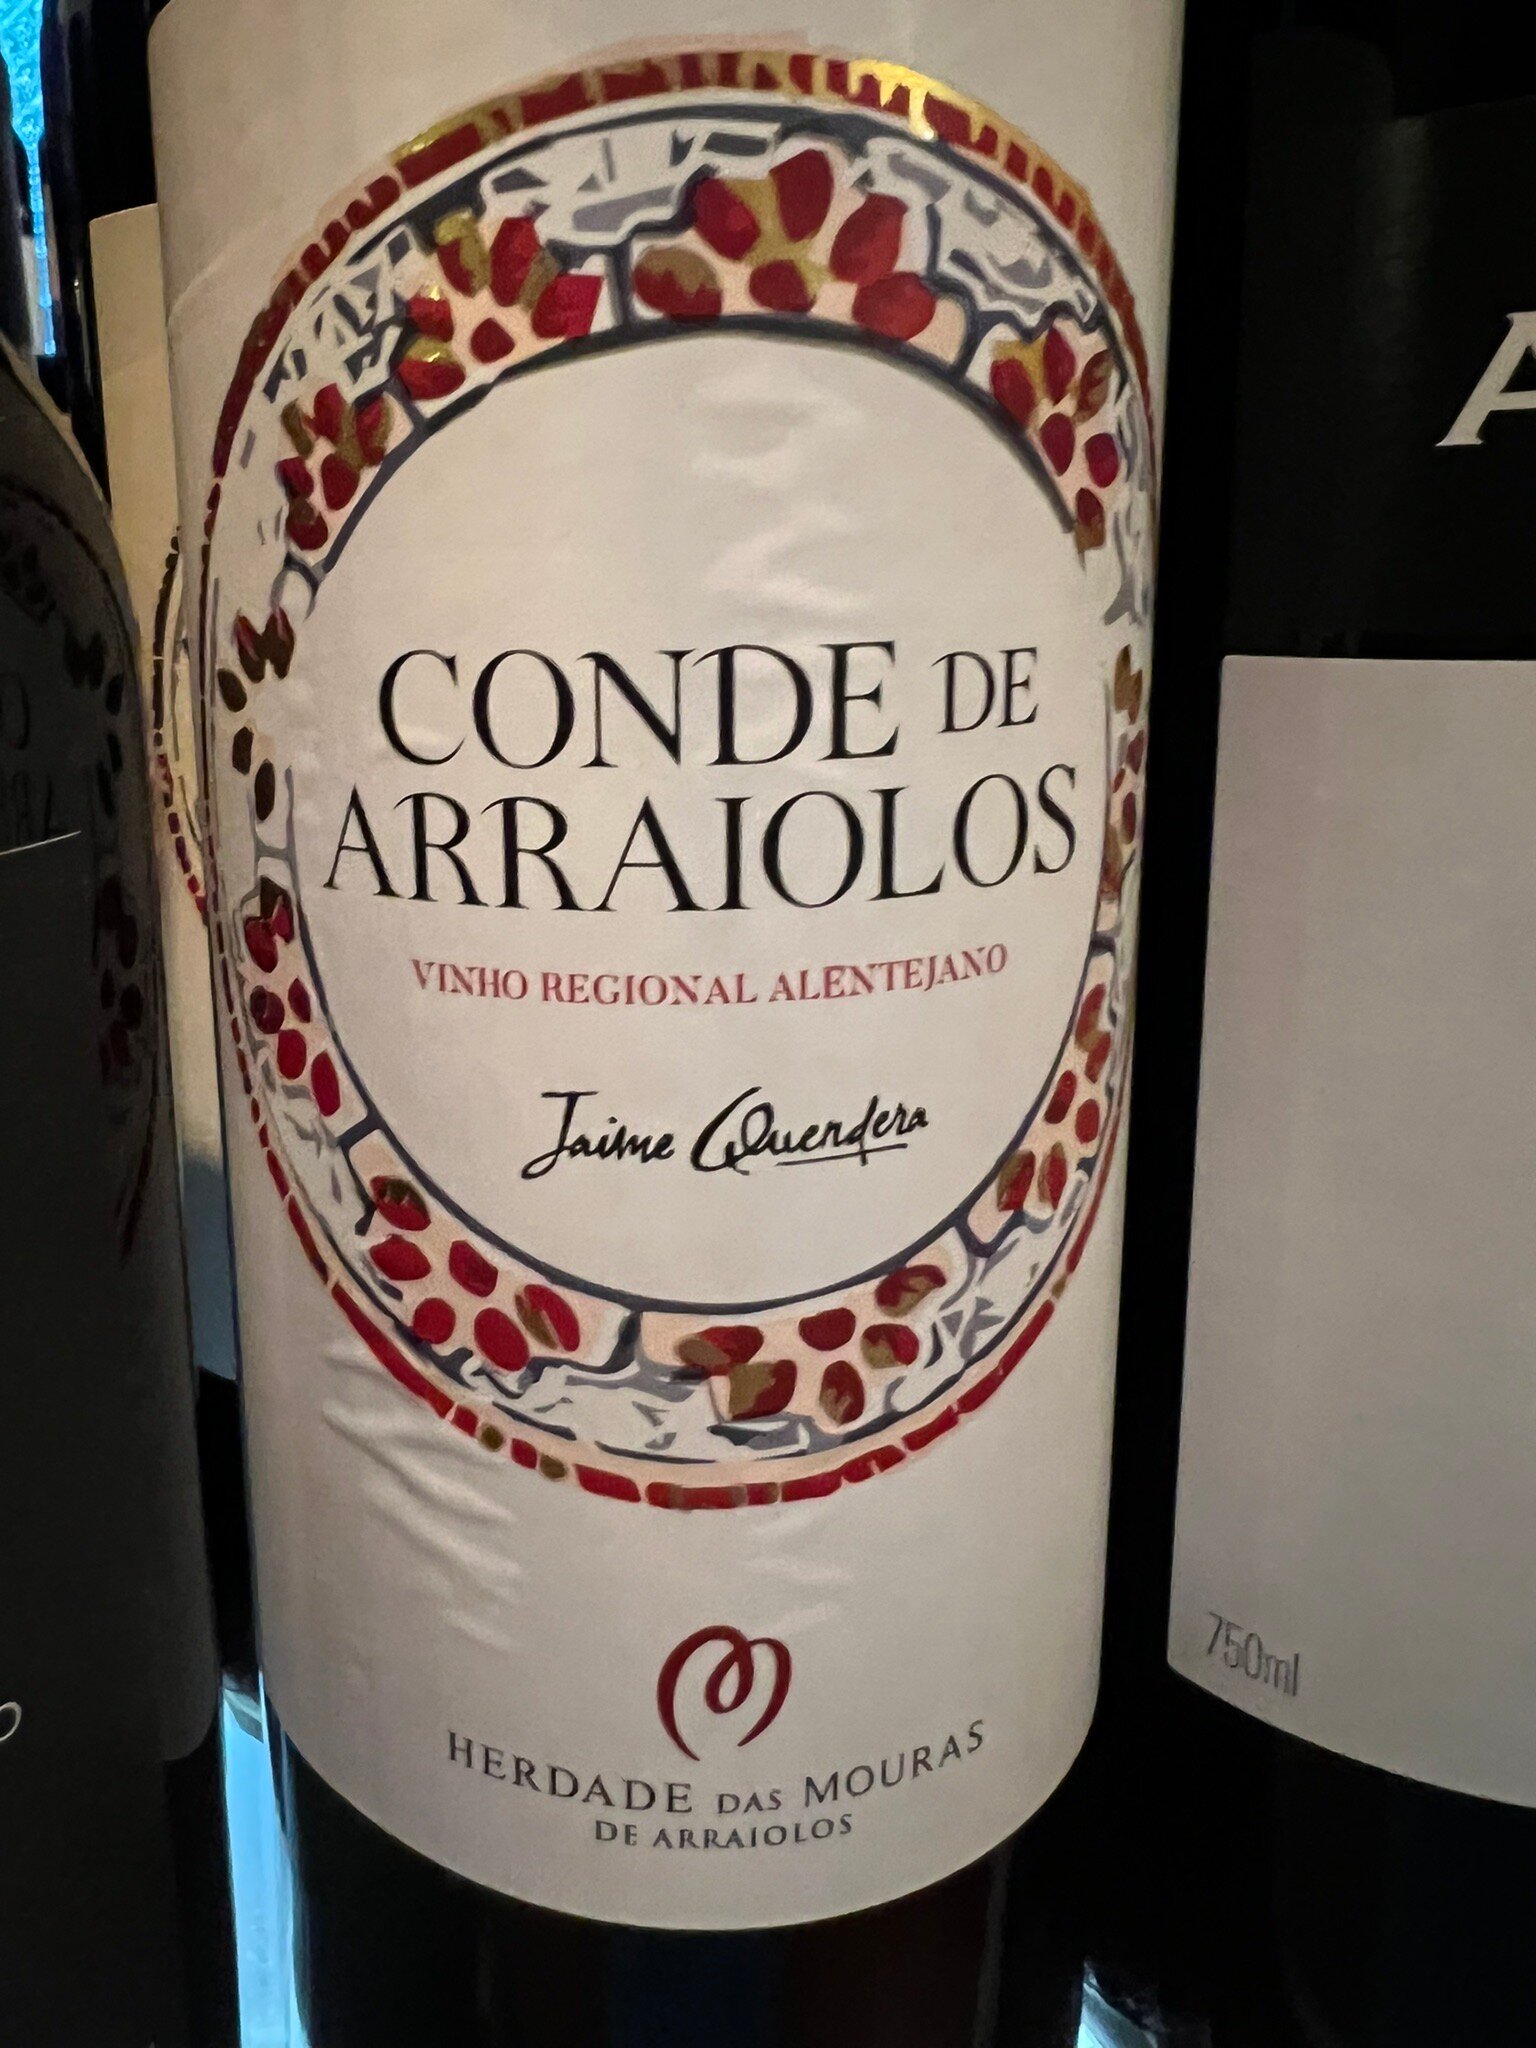 CONDE DE
ARRAIOLOS
VINHO REGIONAL ALENTEJANO
Jaime Quendera
HERDADE DAS MOURAS
DE ARRAIOLOS
A
750ml